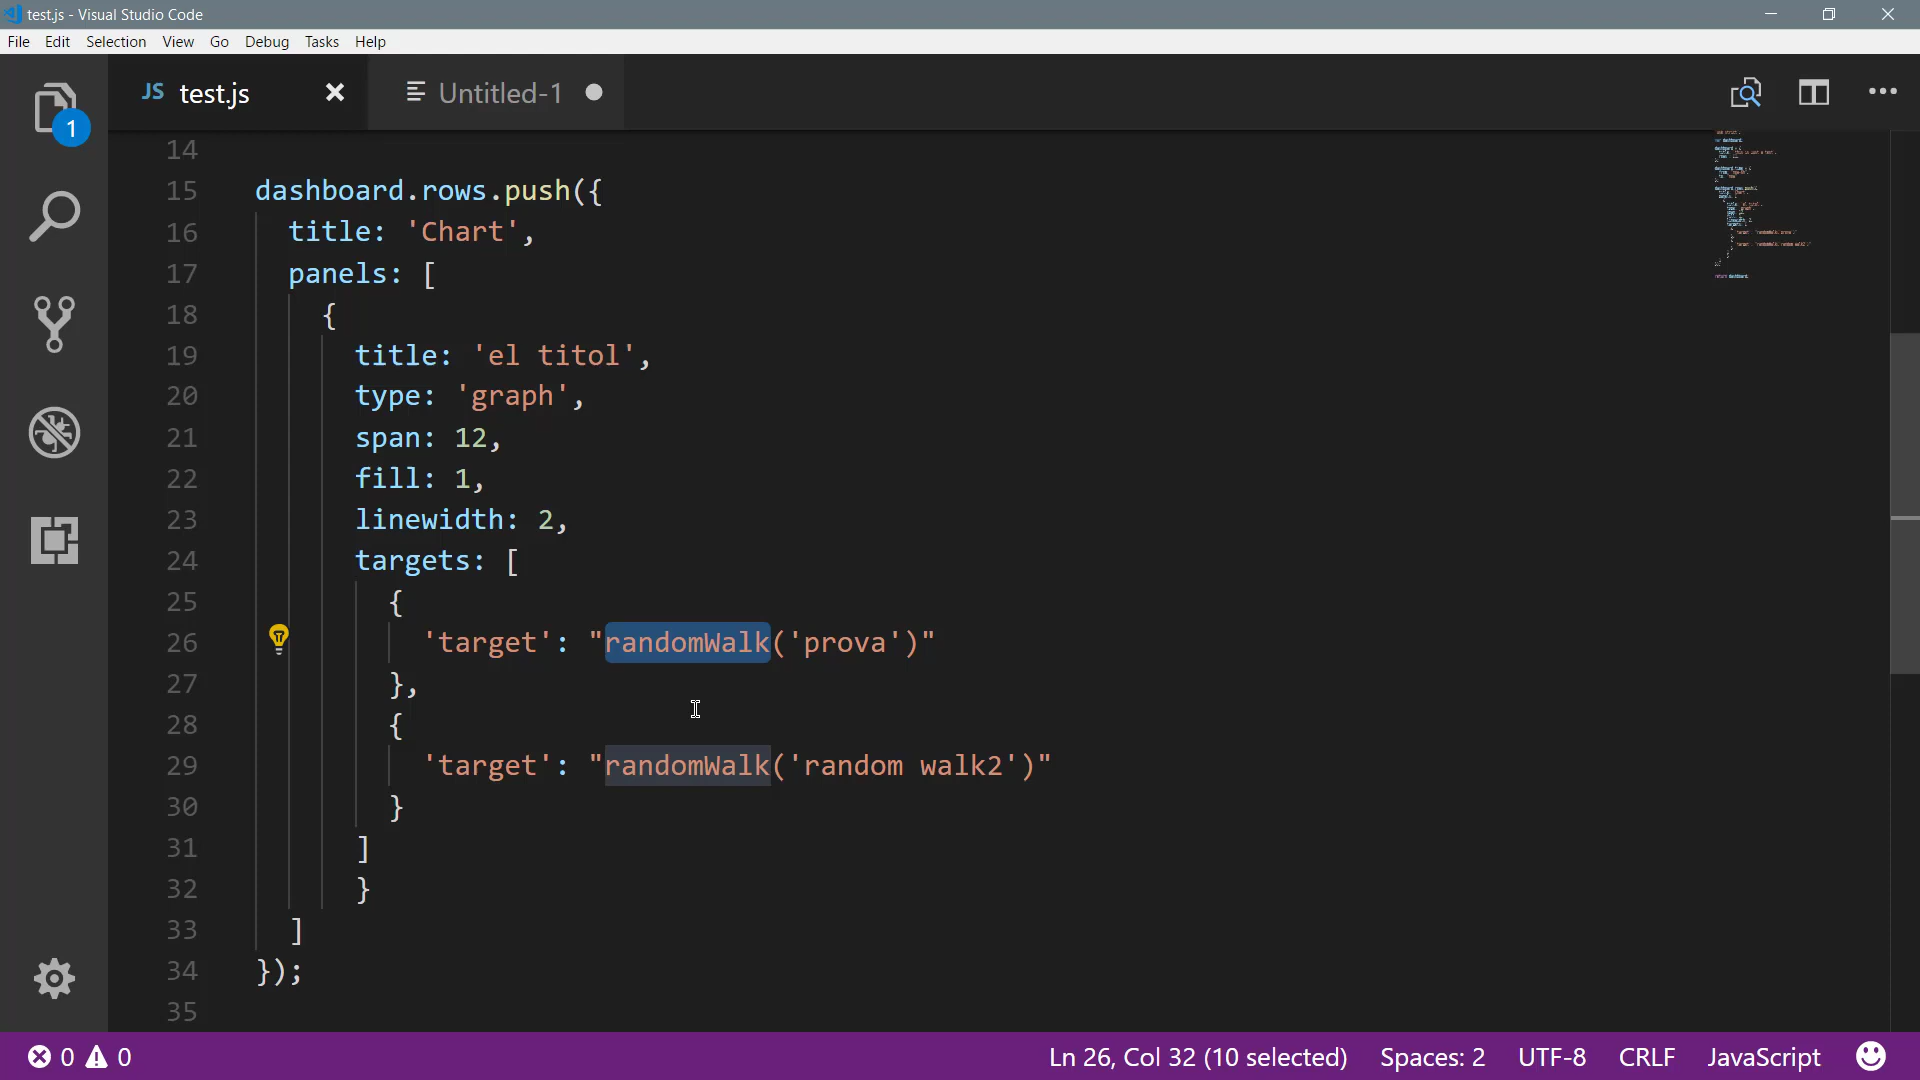 test.js - Visual Studio Code
File Edit Selection View Go Debug Tasks Help
JS test.js Untitled-1
1
14
15 dashboard.rows.push({
16 title: 'Chart',
17 panels: [
18 {
19 title: 'el titol',
20 type: 'graph',
21 span: 12,
22 fill: 1,
23 linewidth: 2,
24 targets: [
25 {
26 'target': "randomWalk('prova')"
27 },
28 {
29 'target': "randomWalk('random walk2')"
30 }
31 ]
32 }
33 ]
34 });
35
0 0 Ln 26, Col 32 (10 selected) Spaces: 2 UTF-8 CRLF JavaScript